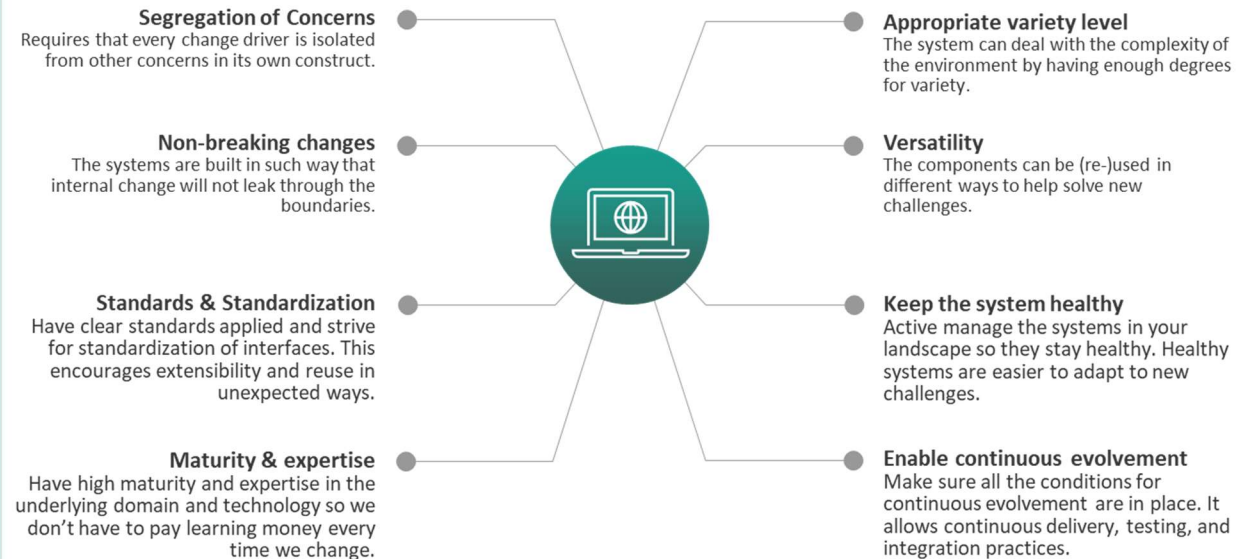 Segregation of Concerns
Requires that every change driver is isolated
from other concerns in its own construct.
Non-breaking changes
The systems are built in such way that
internal change will not leak through the
boundaries.
Standards & Standardization
Have clear standards applied and strive
for standardization of interfaces. This
encourages extensibility and reuse in
unexpected ways.
Maturity & expertise
Have high maturity and expertise in the
underlying domain and technology so we
don't have to pay learning money every
time we change.
Appropriate variety level
The system can deal with the complexity of
the environment by having enough degrees
for variety.
Versatility
The components can be (re-)used in
different ways to help solve new
challenges.
Keep the system healthy
Active manage the systems in your
landscape so they stay healthy. Healthy
systems are easier to adapt to new
challenges.
Enable continuous evolvement
Make sure all the conditions for
continuous evolvement are in place. It
allows continuous delivery, testing, and
integration practices.